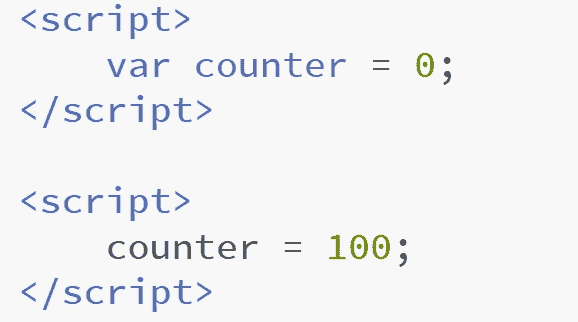 <script>
var counter = 0;
</script>
<script>
counter = 100;
</script>